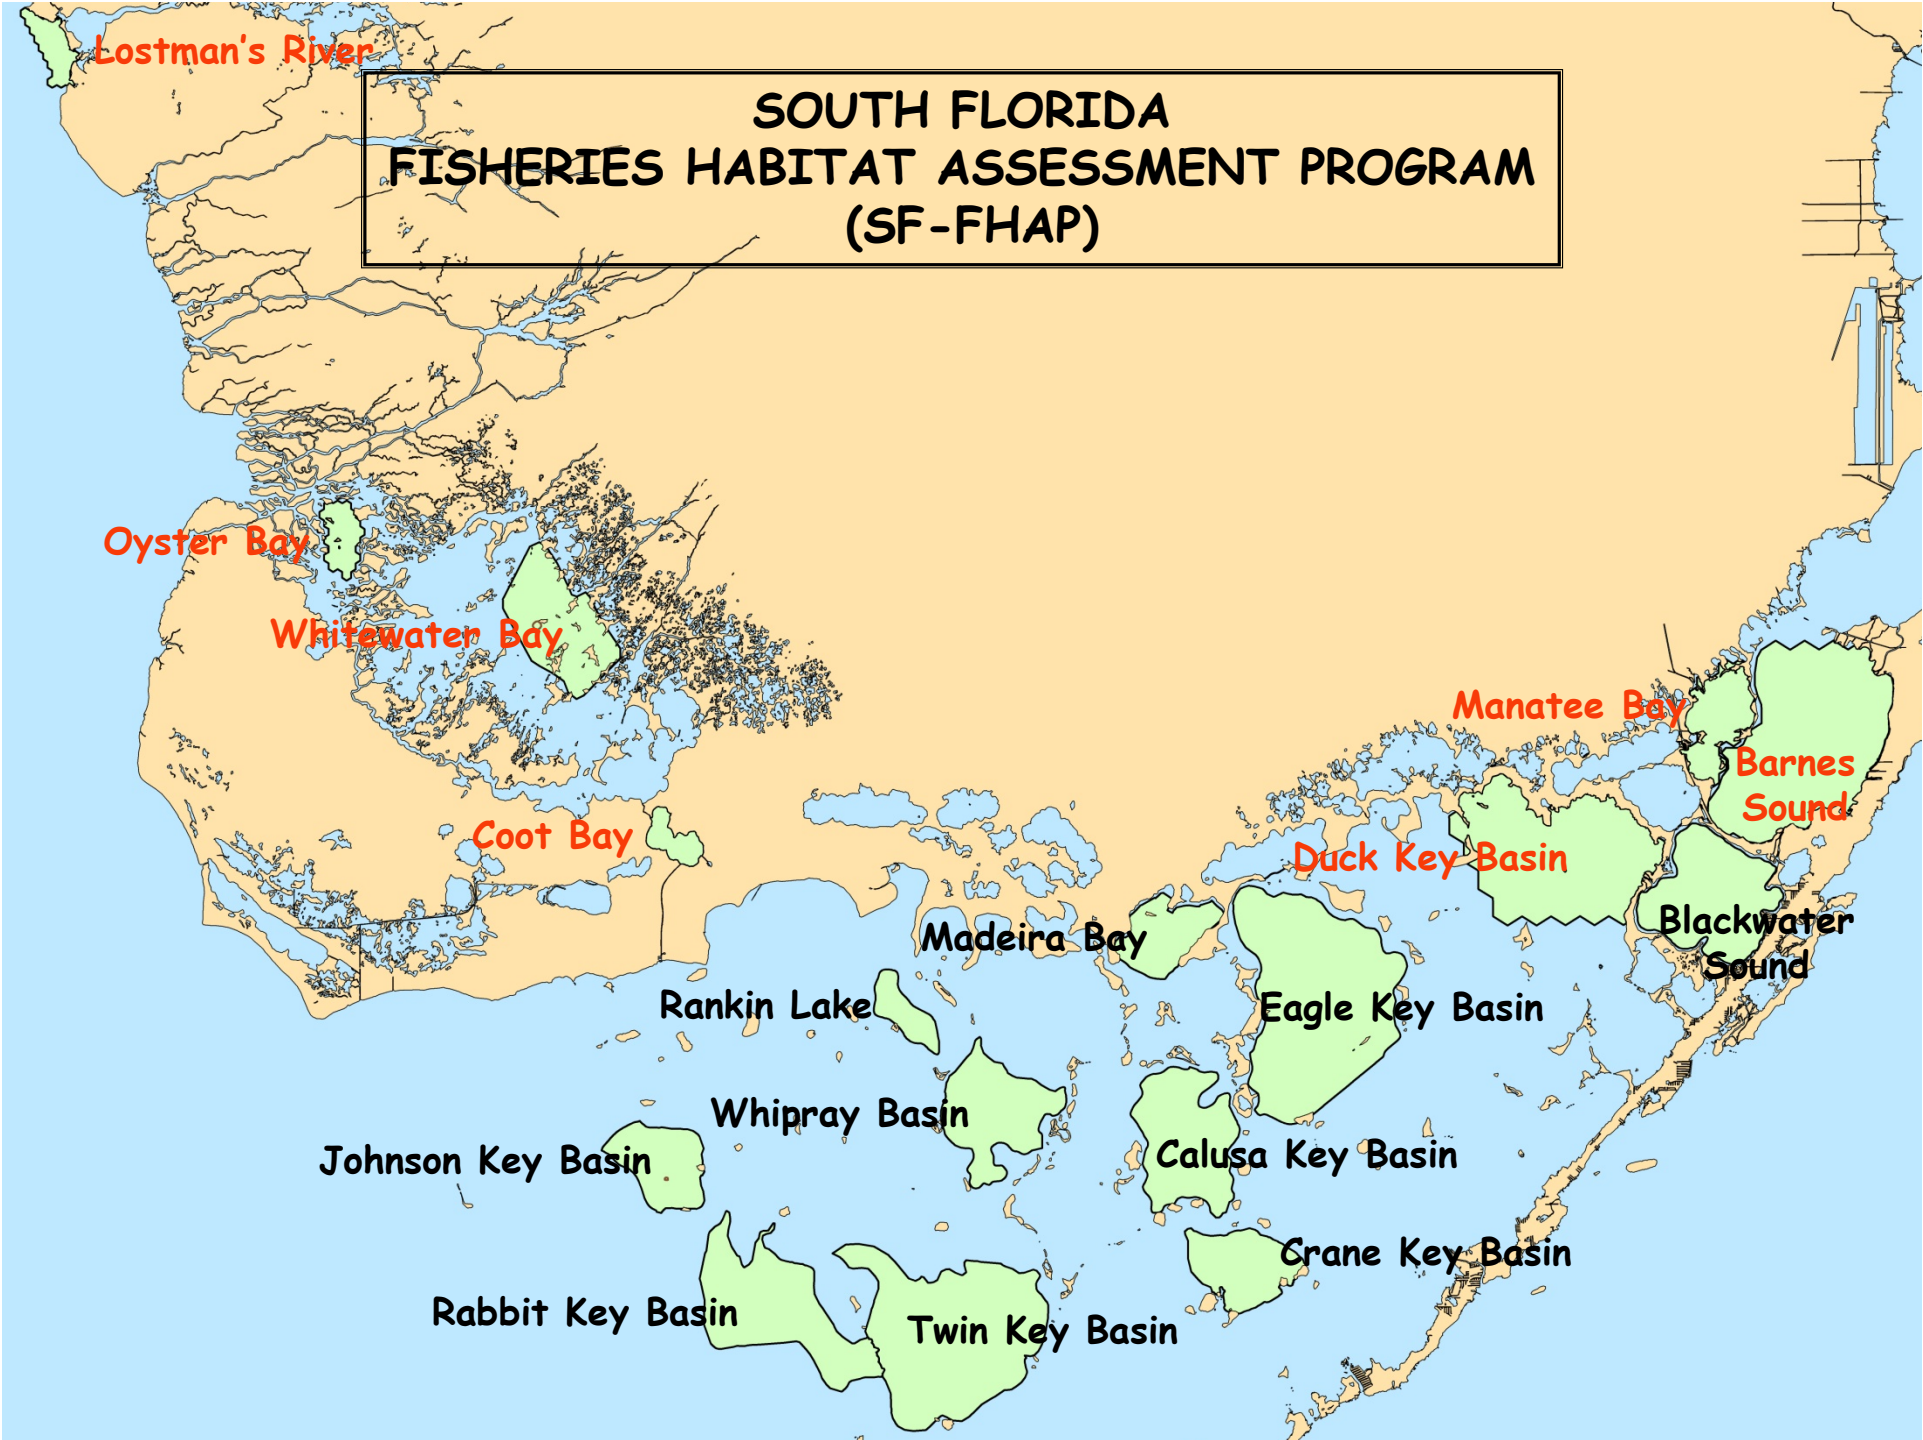 Lostman's River
SOUTH FLORIDA
FISHERIES HABITAT ASSESSMENT PROGRAM
(SF-FHAP)
Oyster Bay
Whitewater Bay
Manatee Bay
Barnes
Sound
Coot Bay
Duck Key Basin
Blackwater
Sound
Madeira Bay
Rankin Lake
Eagle Key Basin
Whipray Basin
Johnson Key Basin
Calusa Key Basin
Crane Key Basin
Rabbit Key Basin
Twin Key Basin